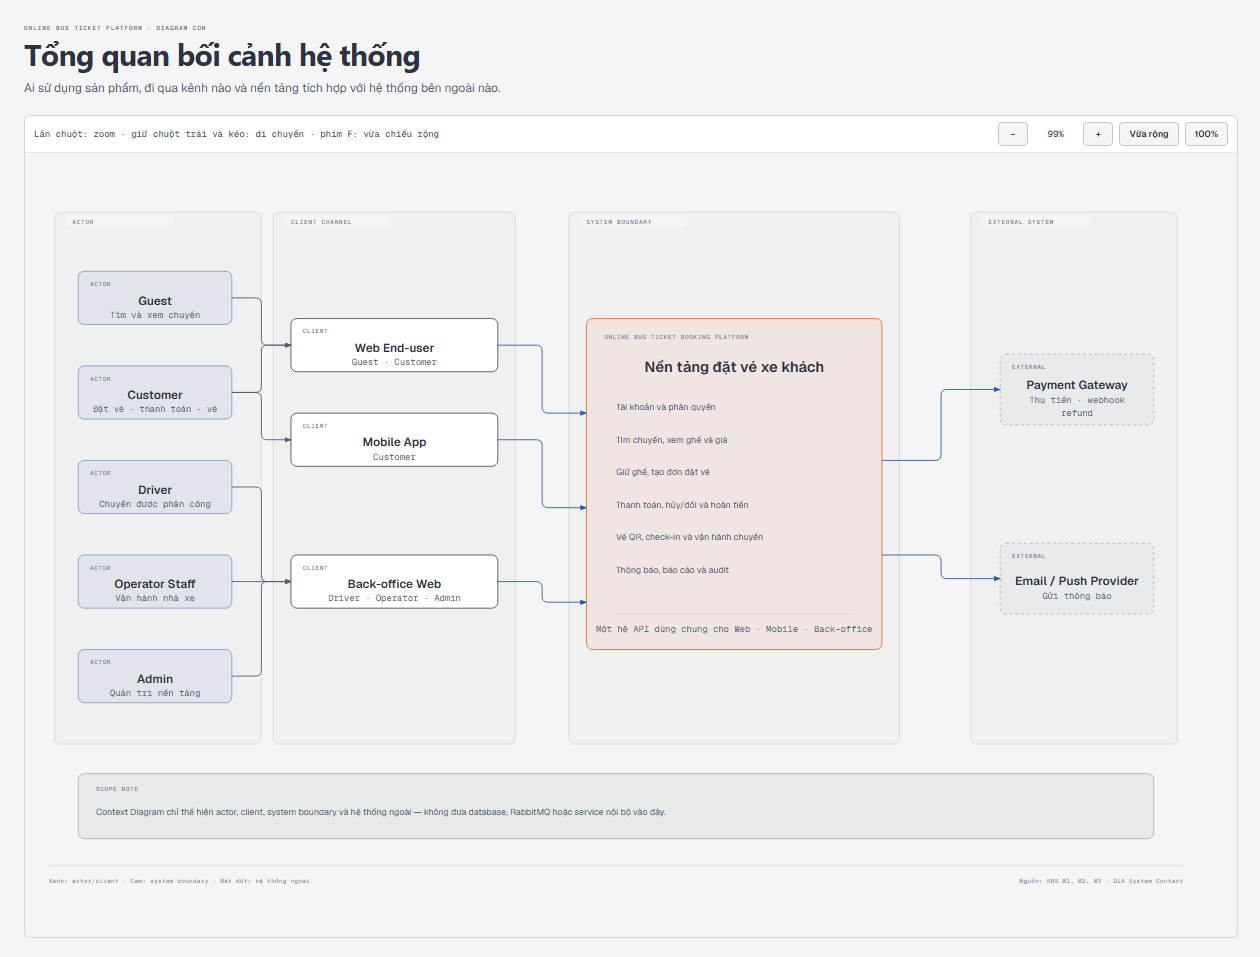 ONLINE BUS TICKET PLATFORM · DIAGRAM CON
Tổng quan bối cảnh hệ thống
Ai sử dụng sản phẩm, đi qua kênh nào và nền tảng tích hợp với hệ thống bên ngoài nào.
Lăn chuột: zoom · giữ chuột trái và kéo: di chuyển · phím F: vừa chiều rộng
−
99%
+
Vừa rộng
100%
ACTOR
ACTOR
Guest
Tìm và xem chuyến
ACTOR
Customer
Đặt vé · thanh toán · vé
ACTOR
Driver
Chuyến được phân công
ACTOR
Operator Staff
Vận hành nhà xe
ACTOR
Admin
Quản trị nền tảng
CLIENT CHANNEL
CLIENT
Web End-user
Guest · Customer
CLIENT
Mobile App
Customer
CLIENT
Back-office Web
Driver · Operator · Admin
SYSTEM BOUNDARY
ONLINE BUS TICKET BOOKING PLATFORM
Nền tảng đặt vé xe khách
Tài khoản và phân quyền
Tìm chuyến, xem ghế và giá
Giữ ghế, tạo đơn đặt vé
Thanh toán, hủy/đổi và hoàn tiền
Vé QR, check-in và vận hành chuyến
Thông báo, báo cáo và audit
Một hệ API dùng chung cho Web · Mobile · Back-office
EXTERNAL SYSTEM
EXTERNAL
Payment Gateway
Thu tiền · webhook
refund
EXTERNAL
Email / Push Provider
Gửi thông báo
SCOPE NOTE
Context Diagram chỉ thể hiện actor, client, system boundary và hệ thống ngoài — không đưa database, RabbitMQ hoặc service nội bộ vào đây.
Xanh: actor/client · Cam: system boundary · Nét đứt: hệ thống ngoài
Nguồn: SRS 01, 02, 03 · DIA System Context